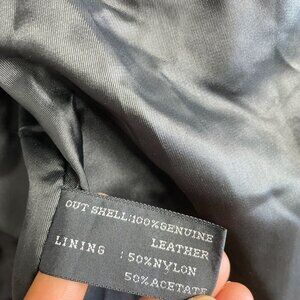 OUT SHELL:100%GENUINE
LEATHER
LINING : 50%NYLON
50%ACETATE